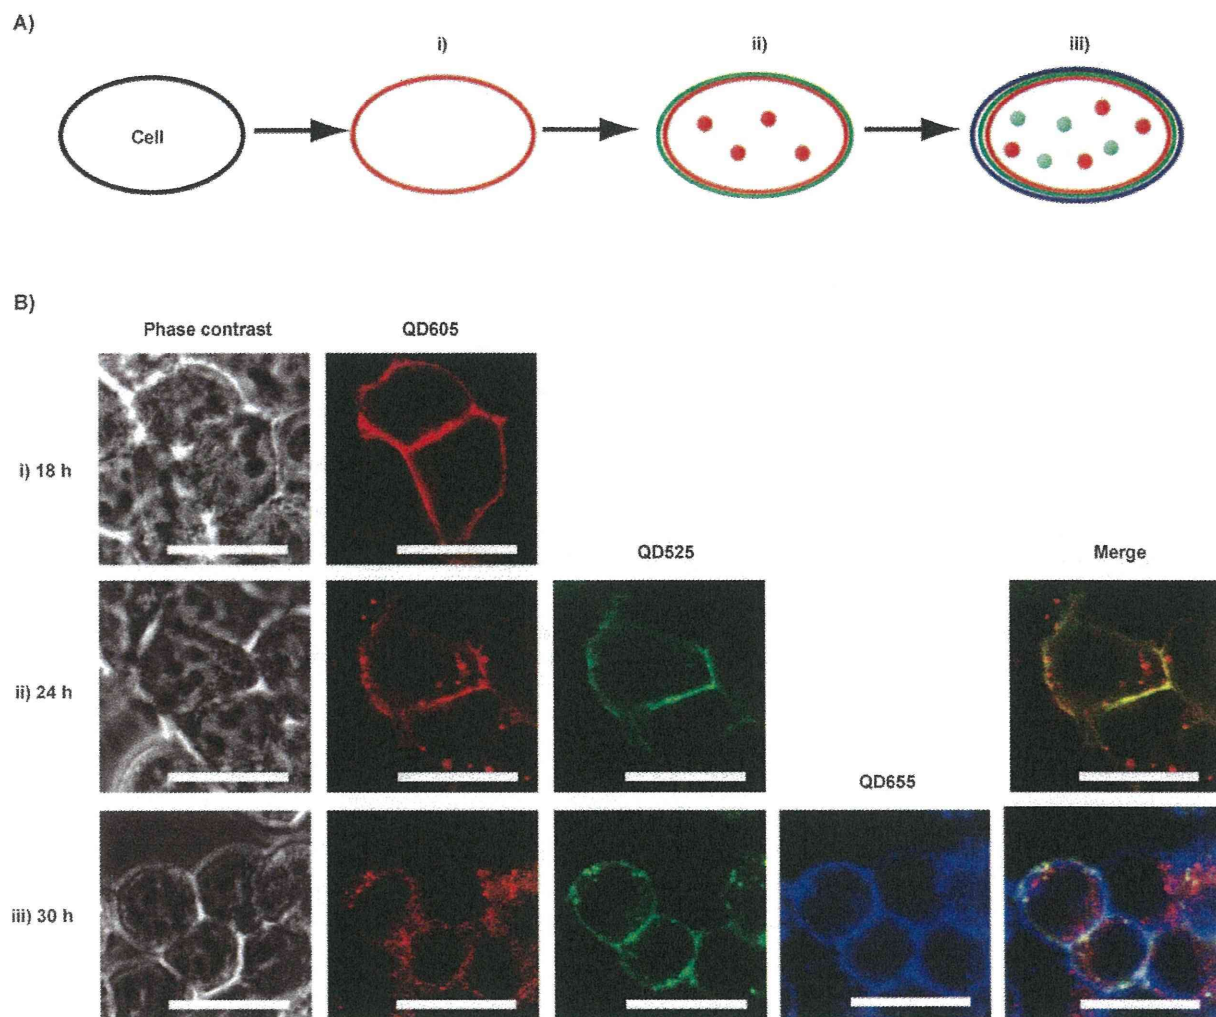 A)
i)
ii)
iii)
Cell
B)
Phase contrast
QD605
i) 18 h
QD525
Merge
ii) 24 h
QD655
iii) 30 h